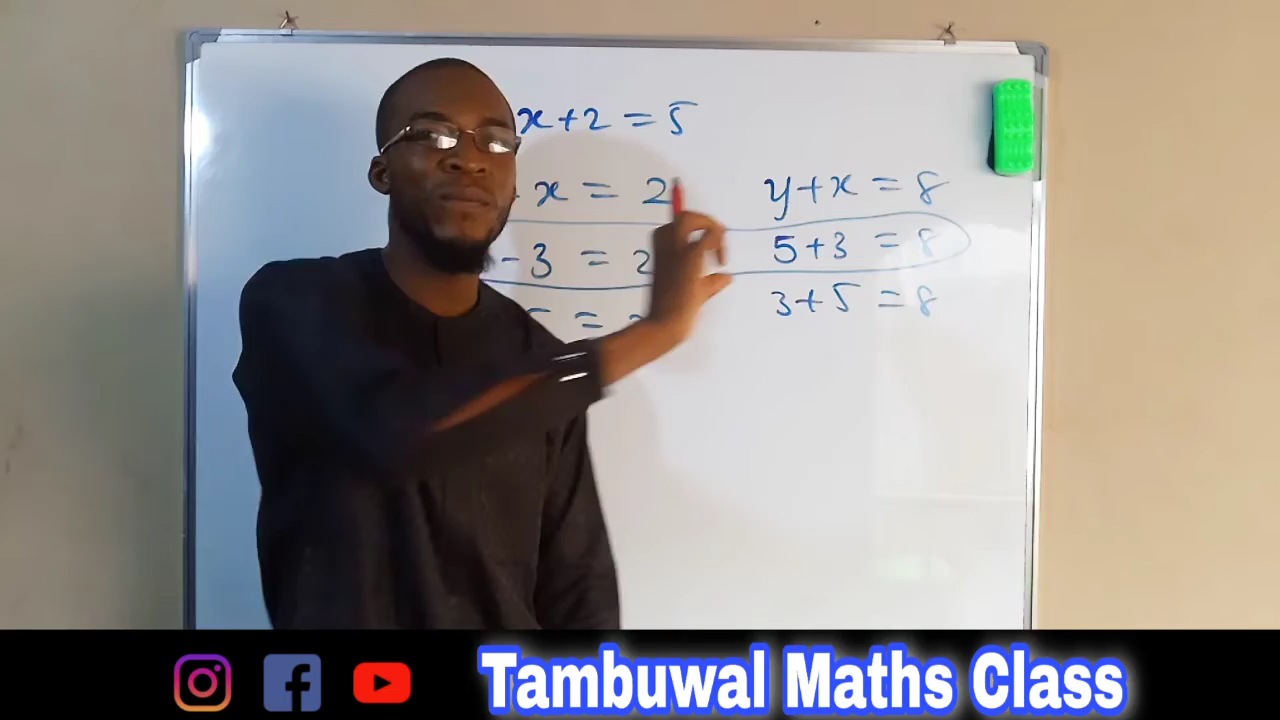 x+2 = 5
- x = 2
y+x = 8
- 3 = 2
5+3 = 8
3+5 = 8
Tambuwal Maths Class